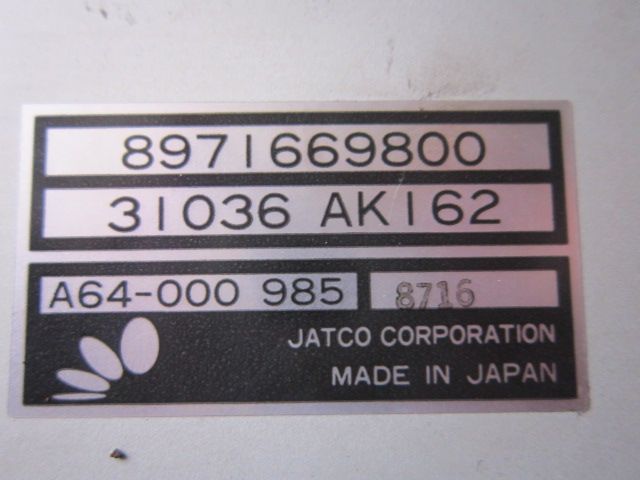 8971669800
31036 AK162
A64-000 985 8716
JATCO CORPORATION
MADE IN JAPAN